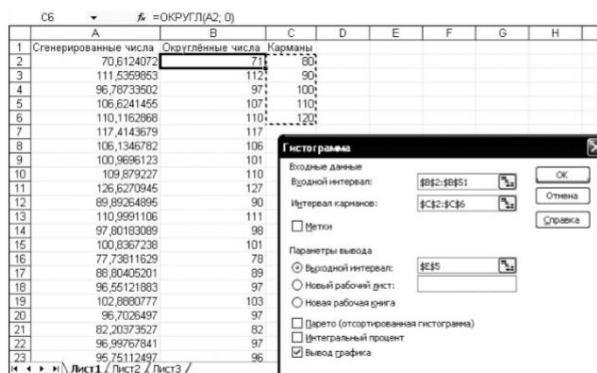 C6 fx =ОКРУГЛ(A2; 0)
A B C D E F G H
1 Сгенерированные числа Округлённые числа Карманы
2 70,6124072 71 80
3 111,5359853 112 90
4 96,78733502 97 100
5 106,6241455 107 110
6 110,1162868 110 120
7 117,4143679 117
8 106,1346782 106
9 100,9696123 101
10 109,879227 110
11 126,6270945 127
12 89,89264895 90
13 110,9991106 111
14 97,80183089 98
15 100,8367238 101
16 77,73811629 78
17 88,80405201 89
18 96,55121883 97
19 102,8880777 103
20 96,7026497 97
21 82,20373527 82
22 96,99767841 97
23 95,75112497 96
Лист1 / Лист2 / Лист3 /
Гистограмма
Входные данные
Входной интервал: $B$2:$B$51
Интервал карманов: $C$2:$C$6
Метки
Параметры вывода
Выходной интервал: $E$5
Новый рабочий лист:
Новая рабочая книга
Парето (отсортированная гистограмма)
Интегральный процент
Вывод графика
ОК
Отмена
Справка